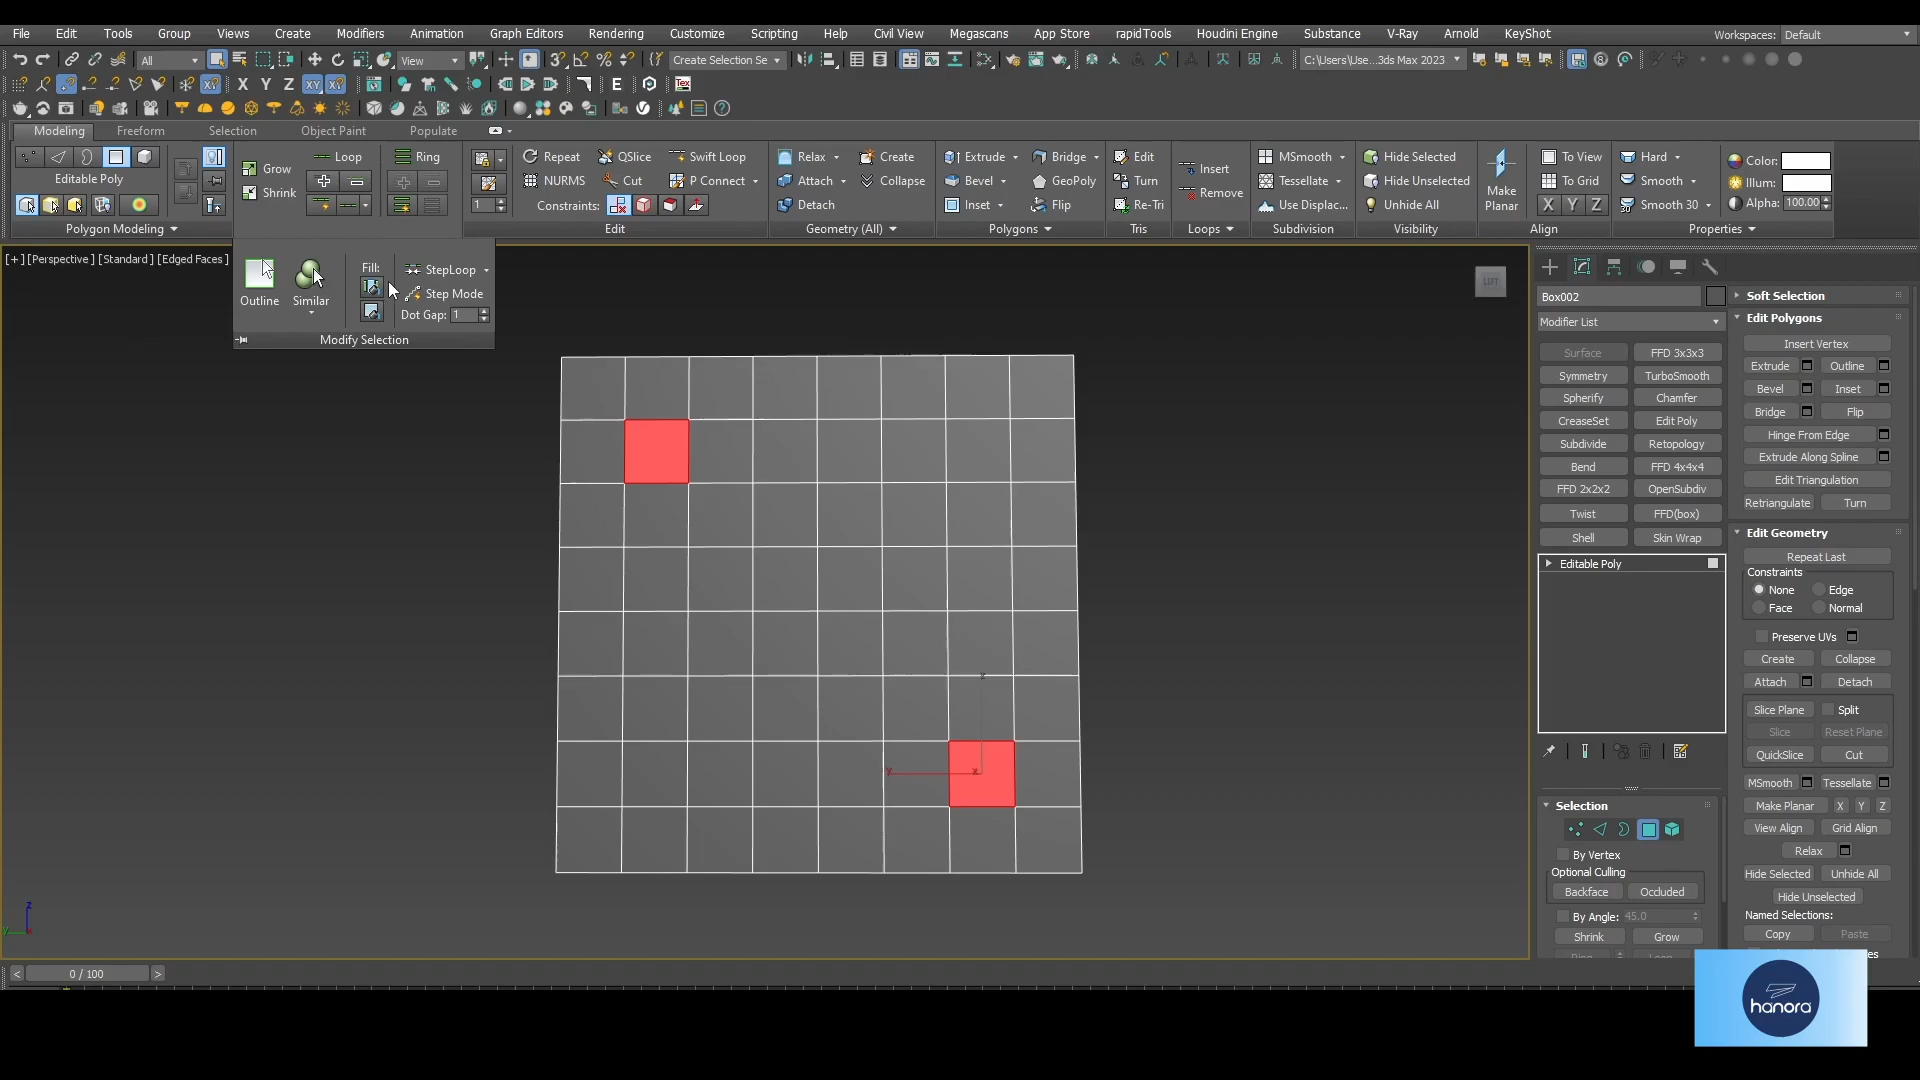 File Edit Tools Group Views Create Modifiers Animation Graph Editors Rendering Customize Scripting Help Civil View Megascans App Store rapidTools Houdini Engine Substance V-Ray Arnold KeyShot Workspaces: Default
All View Create Selection Se C:\Users\Use...3ds Max 2023
X Y Z XY XY E Tex
Modeling Freeform Selection Object Paint Populate
Loop Ring Repeat QSlice Swift Loop Relax Create Extrude Bridge Edit MSmooth Hide Selected To View Hard Color:
Grow Insert
Editable Poly NURMS Cut P Connect Attach Collapse Bevel GeoPoly Turn Tessellate Hide Unselected Make Planar To Grid Smooth Illum:
Shrink Remove
1 Constraints: Detach Inset Flip Re-Tri Use Displac... Unhide All X Y Z Smooth 30 Alpha: 100.00
Polygon Modeling Edit Geometry (All) Polygons Tris Loops Subdivision Visibility Align Properties
[+] [Perspective] [Standard] [Edged Faces]
Fill: StepLoop
Outline Similar Step Mode
Dot Gap: 1
Modify Selection
LEFT
Box002
Modifier List
Surface FFD 3x3x3
Symmetry TurboSmooth
Spherify Chamfer
CreaseSet Edit Poly
Subdivide Retopology
Bend FFD 4x4x4
FFD 2x2x2 OpenSubdiv
Twist FFD(box)
Shell Skin Wrap
Editable Poly
Selection
By Vertex
Optional Culling
Backface Occluded
By Angle: 45.0
Shrink Grow
Soft Selection
Edit Polygons
Insert Vertex
Extrude Outline
Bevel Inset
Bridge Flip
Hinge From Edge
Extrude Along Spline
Edit Triangulation
Retriangulate Turn
Edit Geometry
Repeat Last
Constraints
None Edge
Face Normal
Preserve UVs
Create Collapse
Attach Detach
Slice Plane Split
Slice Reset Plane
QuickSlice Cut
MSmooth Tessellate
Make Planar X Y Z
View Align Grid Align
Relax
Hide Selected Unhide All
Hide Unselected
Named Selections:
Copy Paste
z
y x
z
y x
< 0 / 100 >
hanora